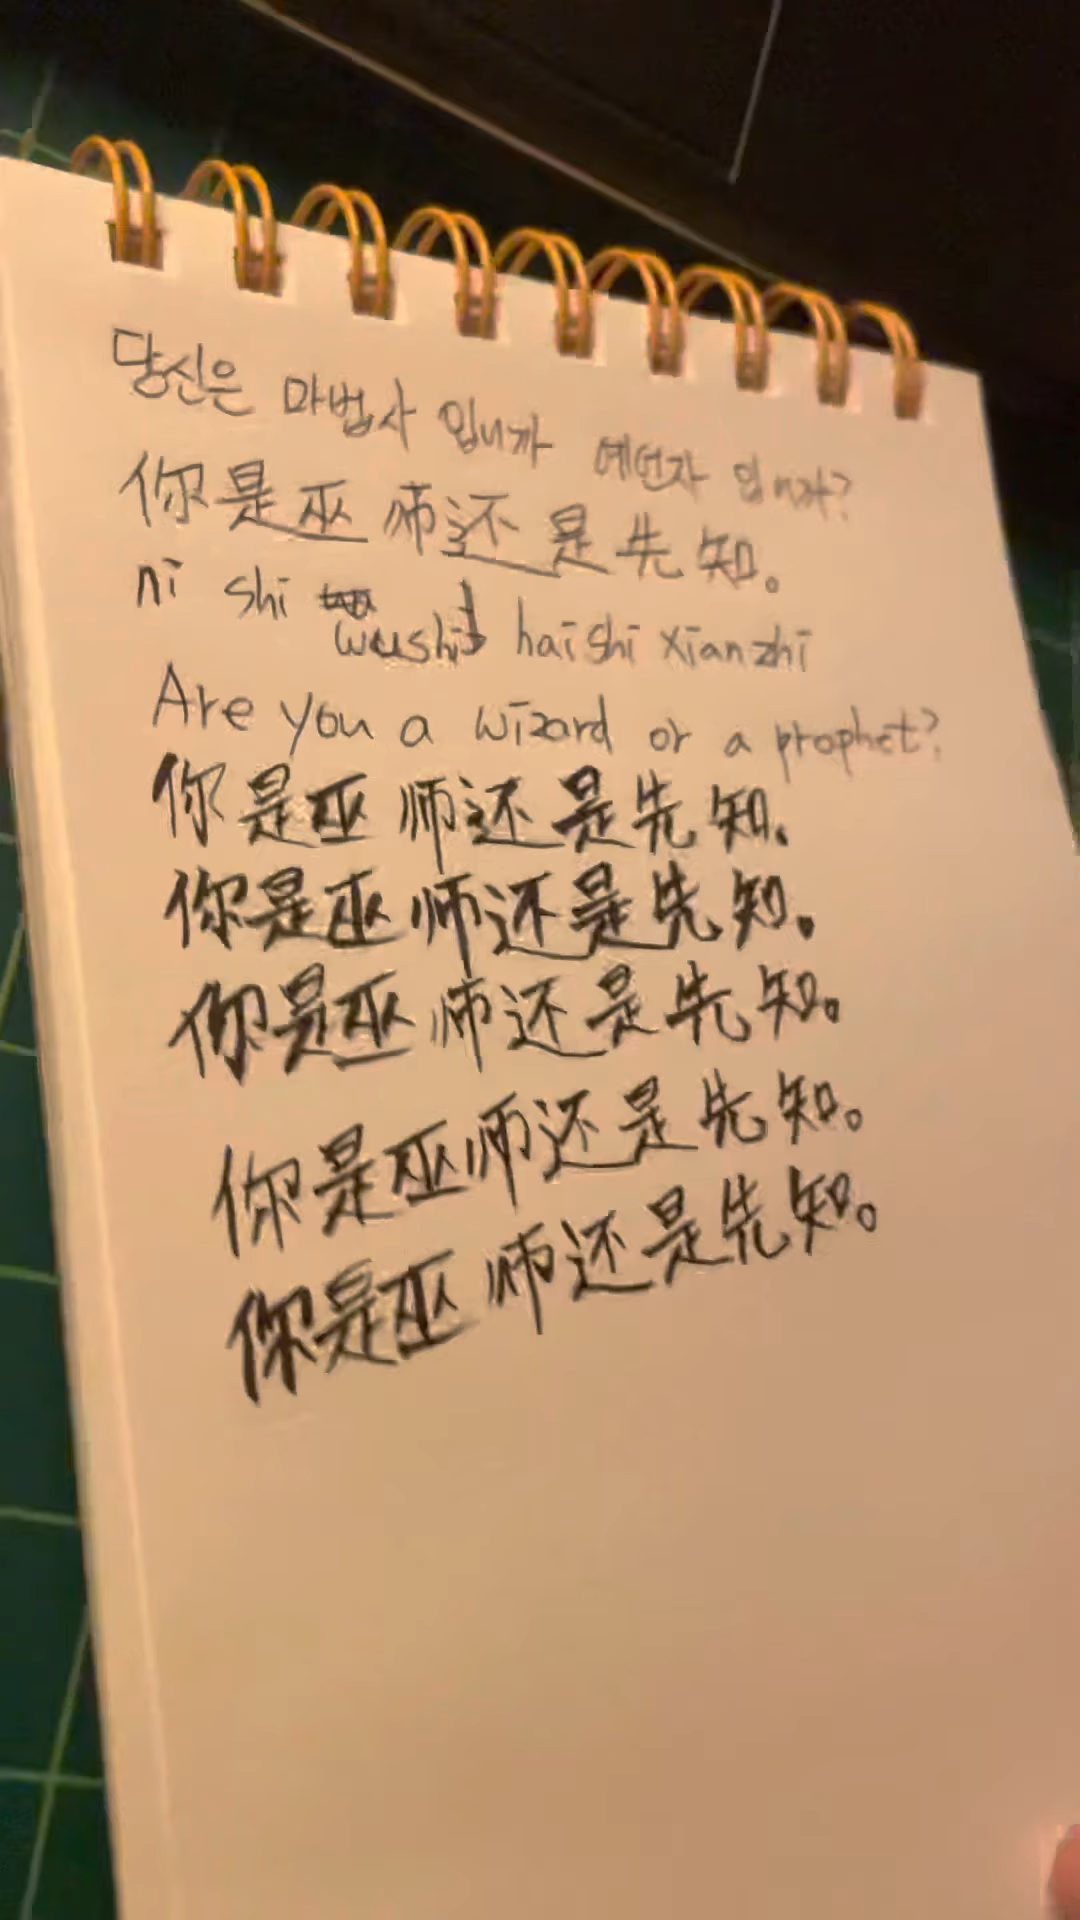 당신은 마법사 입니까 예언자 입니까?
你是巫师还是先知。
ni shi wushi haishi xianzhi
Are you a wizard or a prophet?
你是巫师还是先知。
你是巫师还是先知。
你是巫师还是先知。
你是巫师还是先知。
你是巫师还是先知。